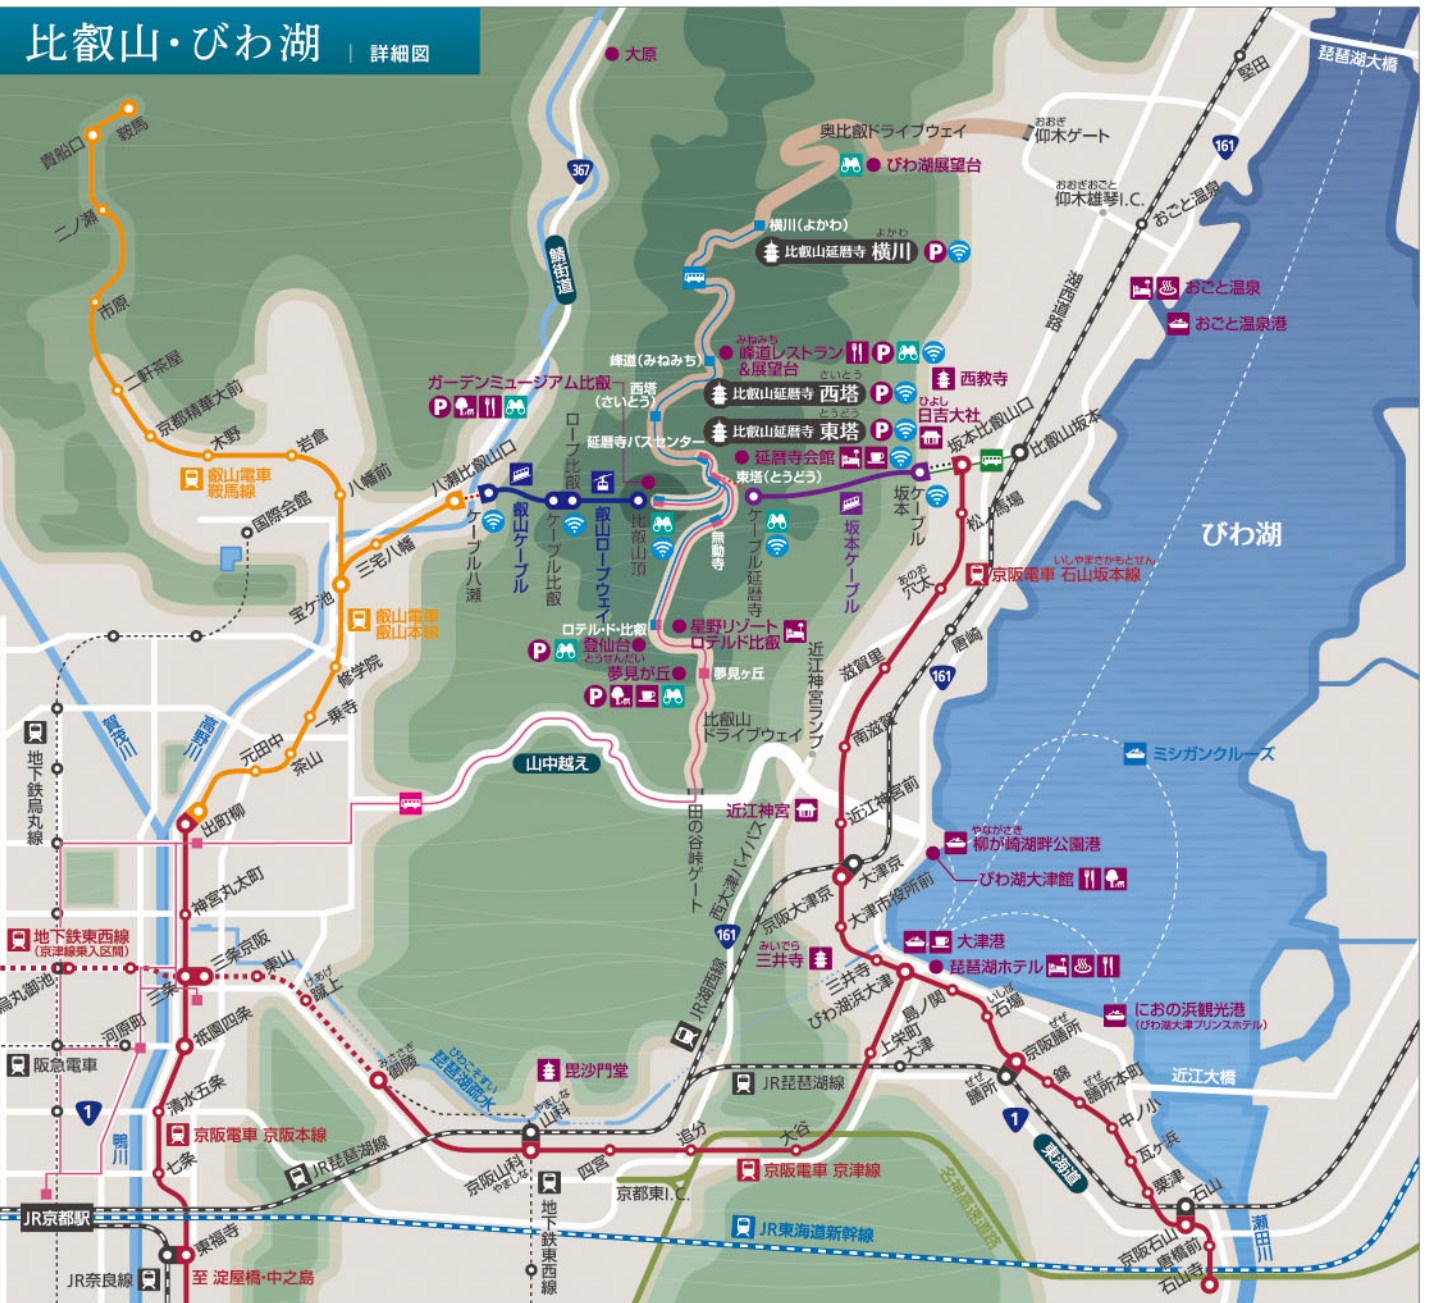 比叡山・びわ湖 | 詳細図
大原
琵琶湖大橋
堅田
鞍馬
貴船口
二ノ瀬
市原
二軒茶屋
京都精華大前
木野
岩倉
八幡前
叡山電車
鞍馬線
国際会館
367
鯖街道
奥比叡ドライブウェイ
おおぎ
仰木ゲート
161
びわ湖展望台
おおぎおごと
仰木雄琴I.C.
おごと温泉
横川(よかわ)
よかわ
比叡山延暦寺 横川
P
湖西道路
おごと温泉
おごと温泉港
峰道(みねみち)
みねみち
峰道レストラン
&展望台
P
ガーデンミュージアム比叡
P
西塔
(さいとう)
さいとう
比叡山延暦寺 西塔
P
西教寺
ひよし
日吉大社
とうどう
比叡山延暦寺 東塔
P
延暦寺バスセンター
延暦寺会館
東塔(とうどう)
坂本比叡山口
比叡山坂本
八瀬比叡山口
ケーブル八瀬
叡山ケーブル
ロープ比叡
ケーブル比叡
叡山ロープウェイ
比叡山頂
無動寺
ケーブル延暦寺
坂本ケーブル
ケーブル
坂本
松ノ馬場
びわ湖
いしやまさかもとせん
京阪電車 石山坂本線
あのお
穴太
唐崎
161
滋賀里
南滋賀
三宅八幡
宝ケ池
叡山電車
叡山本線
修学院
一乗寺
茶山
元田中
出町柳
賀茂川
高野川
地下鉄烏丸線
ロテル・ド・比叡
星野リゾート
ロテルド比叡
P
登仙台
とうせんだい
夢見が丘
P
夢見ヶ丘
近江神宮ランプ
比叡山
ドライブウェイ
山中越え
田の谷峠ゲート
西大津バイパス
近江神宮
近江神宮前
ミシガンクルーズ
やながさき
柳が崎湖畔公園港
びわ湖大津館
大津京
京阪大津京
大津市役所前
161
みいでら
三井寺
三井寺
大津港
琵琶湖ホテル
におの浜観光港
(びわ湖大津プリンスホテル)
びわ湖浜大津
島ノ関
いしば
石場
ぜぜ
京阪膳所
ぜぜ
膳所
錦
ぜぜ
膳所本町
中ノ小
瓦ヶ浜
粟津
石山
京阪石山
唐橋前
石山寺
近江大橋
瀬田川
1
東海道
上栄町
大津
JR湖西線
JR琵琶湖線
神宮丸太町
地下鉄東西線
(京津線乗入区間)
三条京阪
三条
東山
けあげ
蹴上
烏丸御池
河原町
祇園四条
阪急電車
清水五条
1
鴨川
京阪電車 京阪本線
七条
JR京都駅
東福寺
JR奈良線
至 淀屋橋・中之島
みささぎ
御陵
びわこそすい
琵琶湖疏水
毘沙門堂
やましな
山科
京阪山科
やましな
JR琵琶湖線
四宮
追分
大谷
京阪電車 京津線
京都東I.C.
地下鉄東西線
JR東海道新幹線
名神高速道路